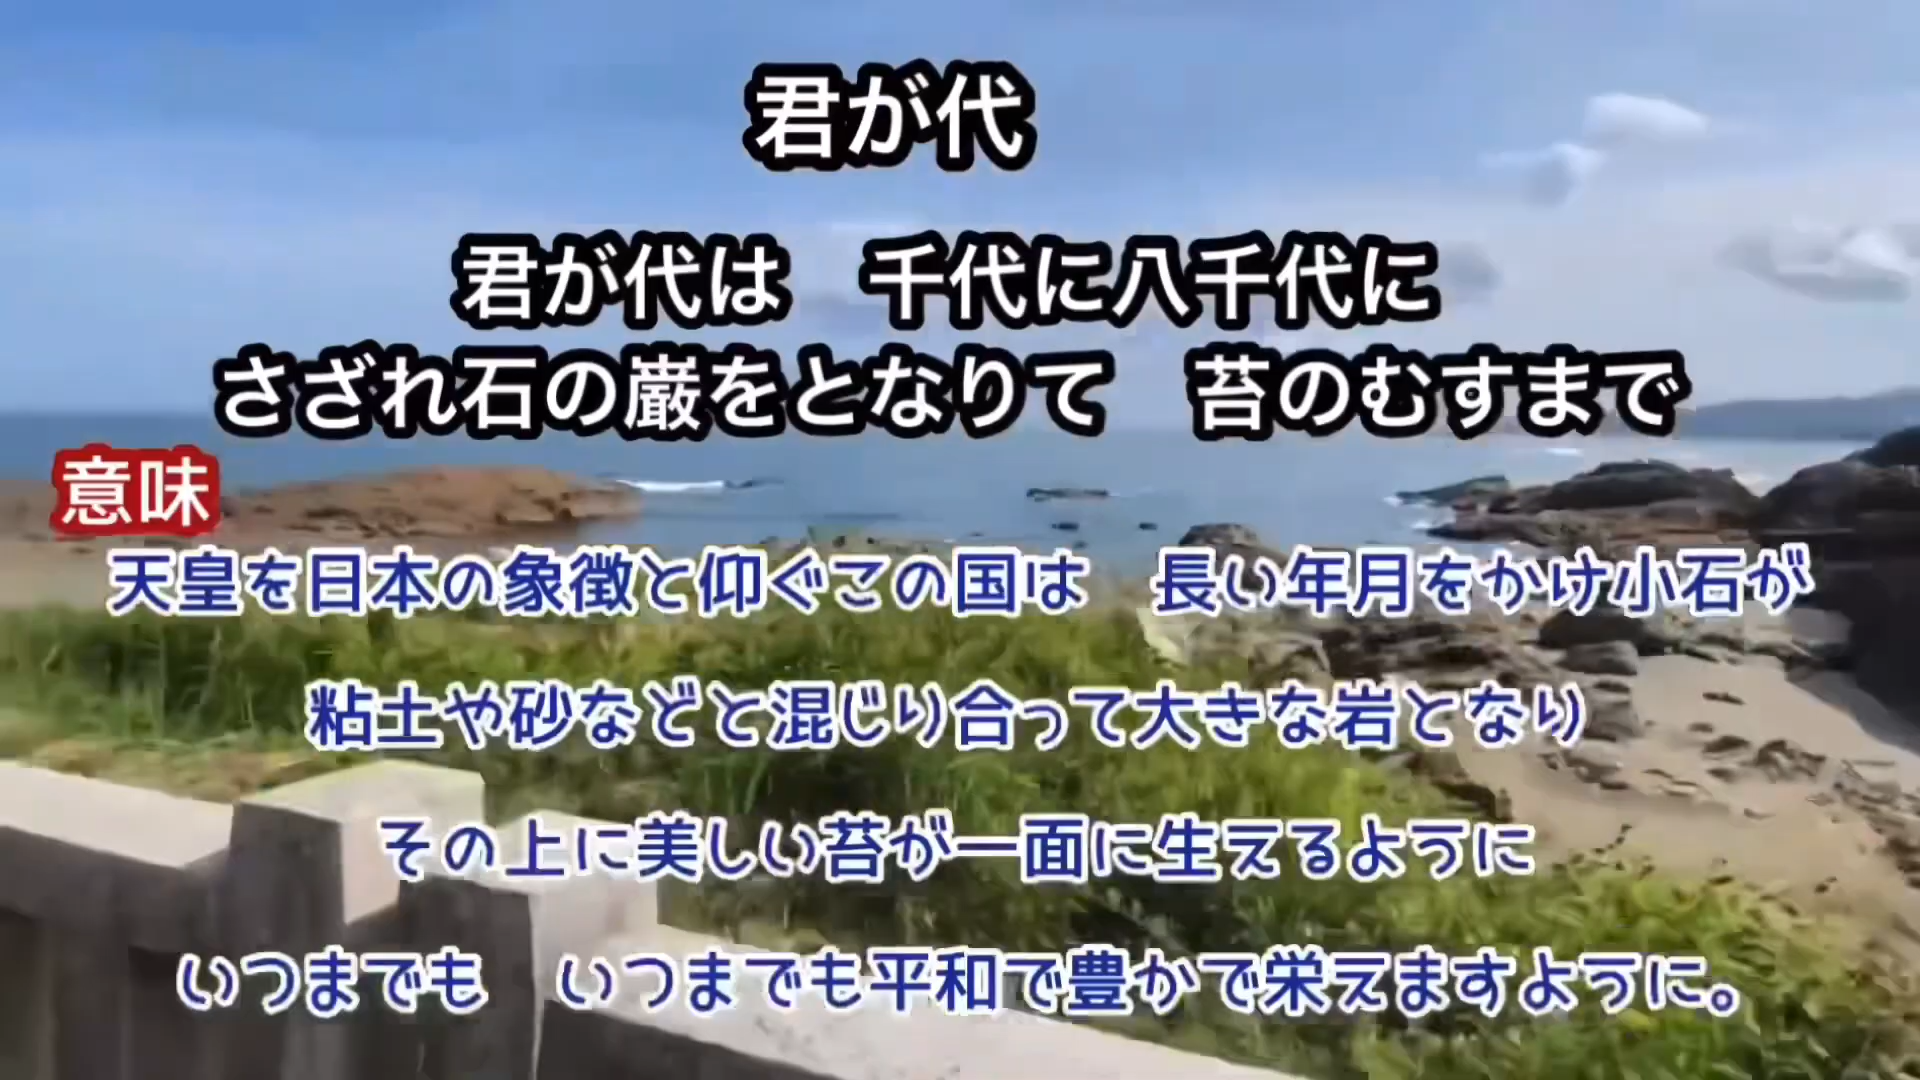 君が代
君が代は　千代に八千代に
さざれ石の巌をとなりて　苔のむすまで
意味
天皇を日本の象徴と仰ぐこの国は　長い年月をかけ小石が
粘土や砂などと混じり合って大きな岩となり
その上に美しい苔が一面に生えるように
いつまでも　いつまでも平和で豊かで栄えますように。